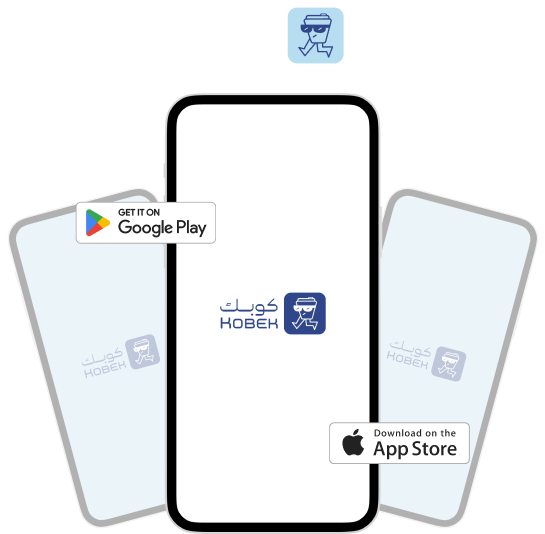 GET IT ON
Google Play
كوبك
KOBEK
كوبك
KOBEK
كوبك
KOBEK
Download on the
App Store